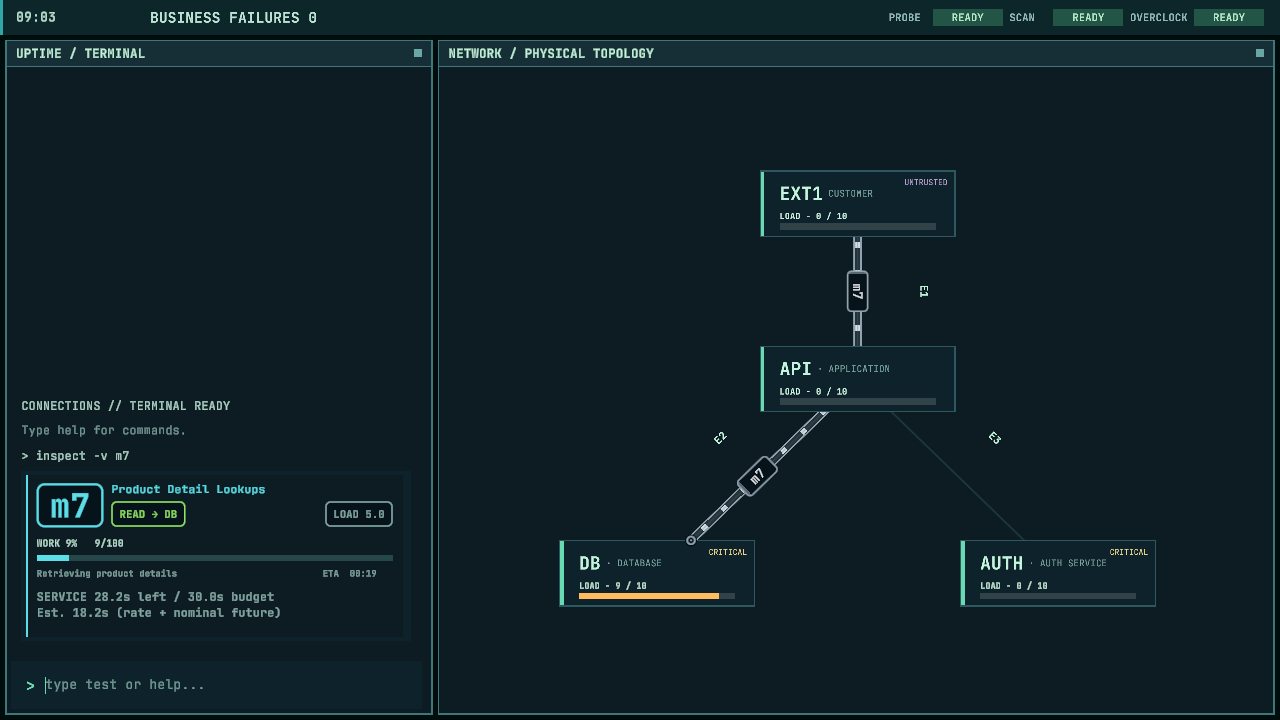 09:03 BUSINESS FAILURES 0 PROBE READY SCAN READY OVERCLOCK READY
UPTIME / TERMINAL
CONNECTIONS // TERMINAL READY
Type help for commands.
> inspect -v m7
m7 Product Detail Lookups
READ → DB LOAD 5.0
WORK 9% 9/100
Retrieving product details ETA 00:19
SERVICE 28.2s left / 30.0s budget
Est. 18.2s (rate + nominal future)
> type test or help...
NETWORK / PHYSICAL TOPOLOGY
UNTRUSTED
EXT1 CUSTOMER
LOAD - 0 / 10
m7
E1
API · APPLICATION
LOAD - 0 / 10
E2
E3
m7
CRITICAL
DB · DATABASE
LOAD - 9 / 10
CRITICAL
AUTH · AUTH SERVICE
LOAD - 0 / 10